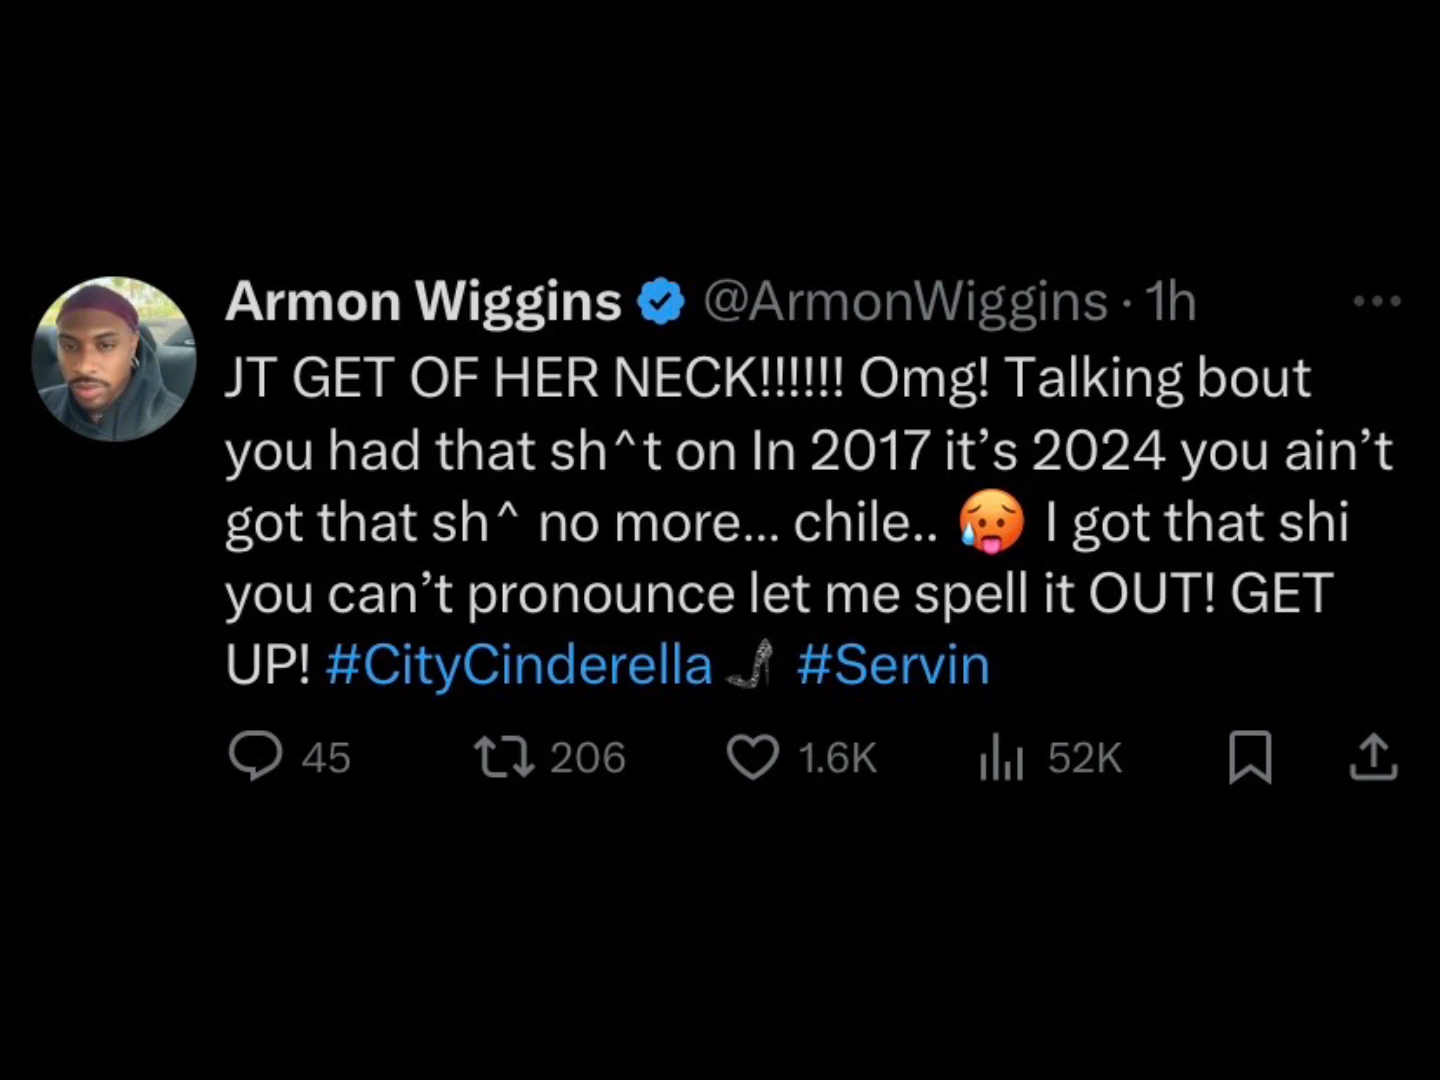 Armon Wiggins @ArmonWiggins · 1h
JT GET OF HER NECK!!!!!! Omg! Talking bout
you had that sh^t on In 2017 it’s 2024 you ain’t
got that sh^ no more... chile.. 🥵 I got that shi
you can’t pronounce let me spell it OUT! GET
UP! #CityCinderella #Servin
45 206 1.6K 52K